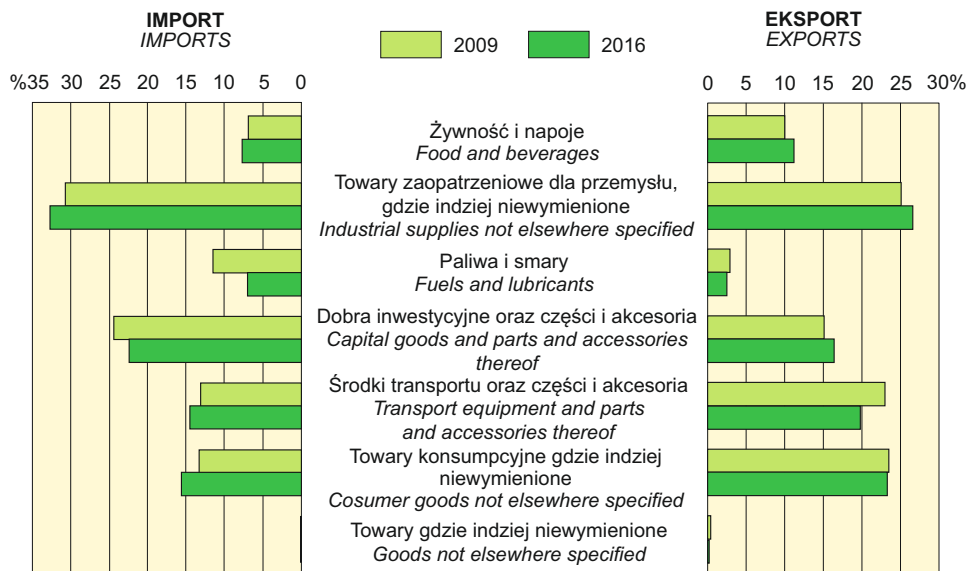 IMPORT
IMPORTS
2009
2016
EKSPORT
EXPORTS
%35 30 25 20 15 10 5 0
0 5 10 15 20 25 30%
Żywność i napoje
Food and beverages
Towary zaopatrzeniowe dla przemysłu,
gdzie indziej niewymienione
Industrial supplies not elsewhere specified
Paliwa i smary
Fuels and lubricants
Dobra inwestycyjne oraz części i akcesoria
Capital goods and parts and accessories
thereof
Środki transportu oraz części i akcesoria
Transport equipment and parts
and accessories thereof
Towary konsumpcyjne gdzie indziej
niewymienione
Cosumer goods not elsewhere specified
Towary gdzie indziej niewymienione
Goods not elsewhere specified